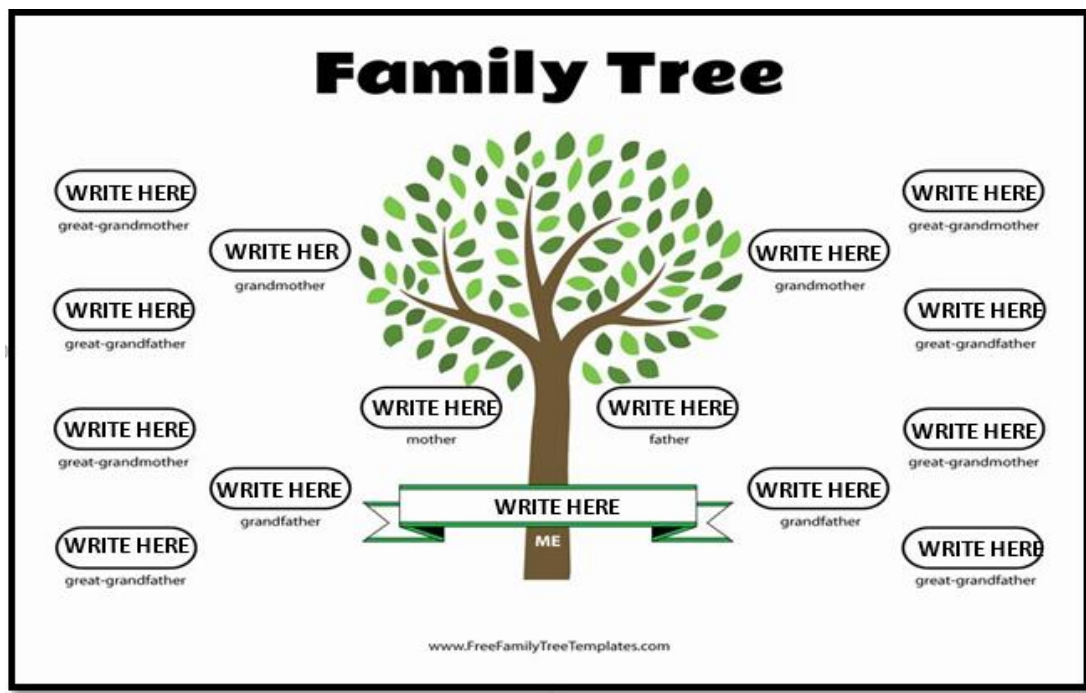 Family Tree
WRITE HERE
great-grandmother
WRITE HER
grandmother
WRITE HERE
great-grandfather
WRITE HERE
great-grandmother
WRITE HERE
grandfather
WRITE HERE
great-grandfather
WRITE HERE
mother
WRITE HERE
father
WRITE HERE
ME
WRITE HERE
great-grandmother
WRITE HERE
grandmother
WRITE HERE
great-grandfather
WRITE HERE
great-grandmother
WRITE HERE
grandfather
WRITE HERE
great-grandfather
www.FreeFamilyTreeTemplates.com